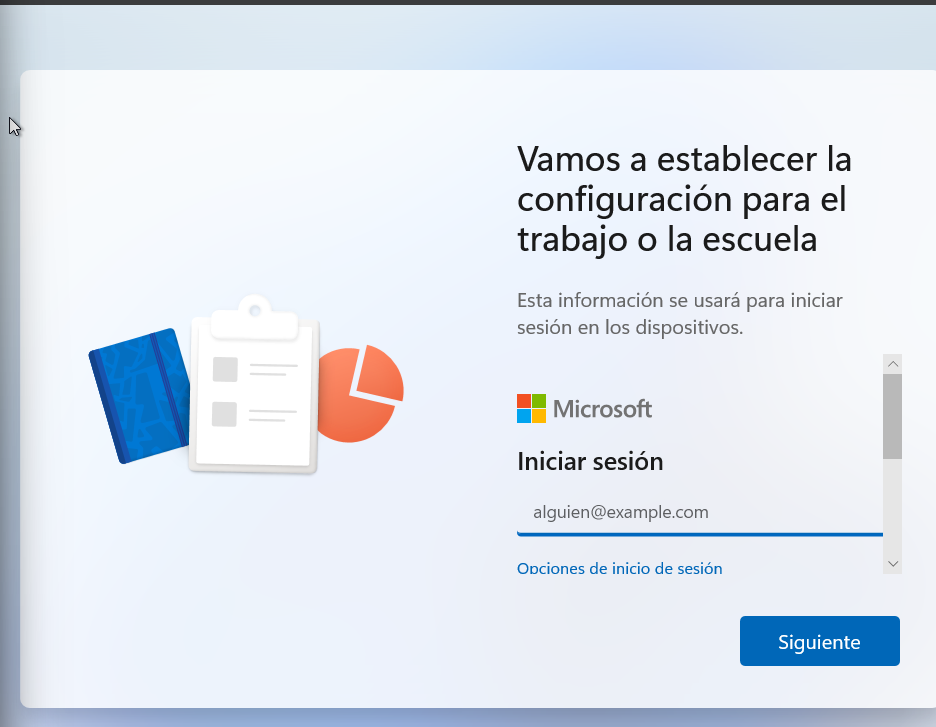 Vamos a establecer la
configuración para el
trabajo o la escuela
Esta información se usará para iniciar
sesión en los dispositivos.
Microsoft
Iniciar sesión
alguien@example.com
Opciones de inicio de sesión
Siguiente